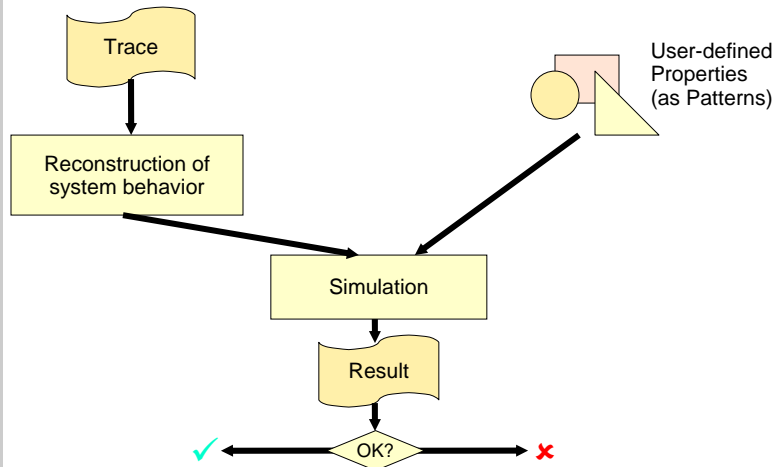 Trace
User-defined
Properties
(as Patterns)
Reconstruction of
system behavior
Simulation
Result
OK?